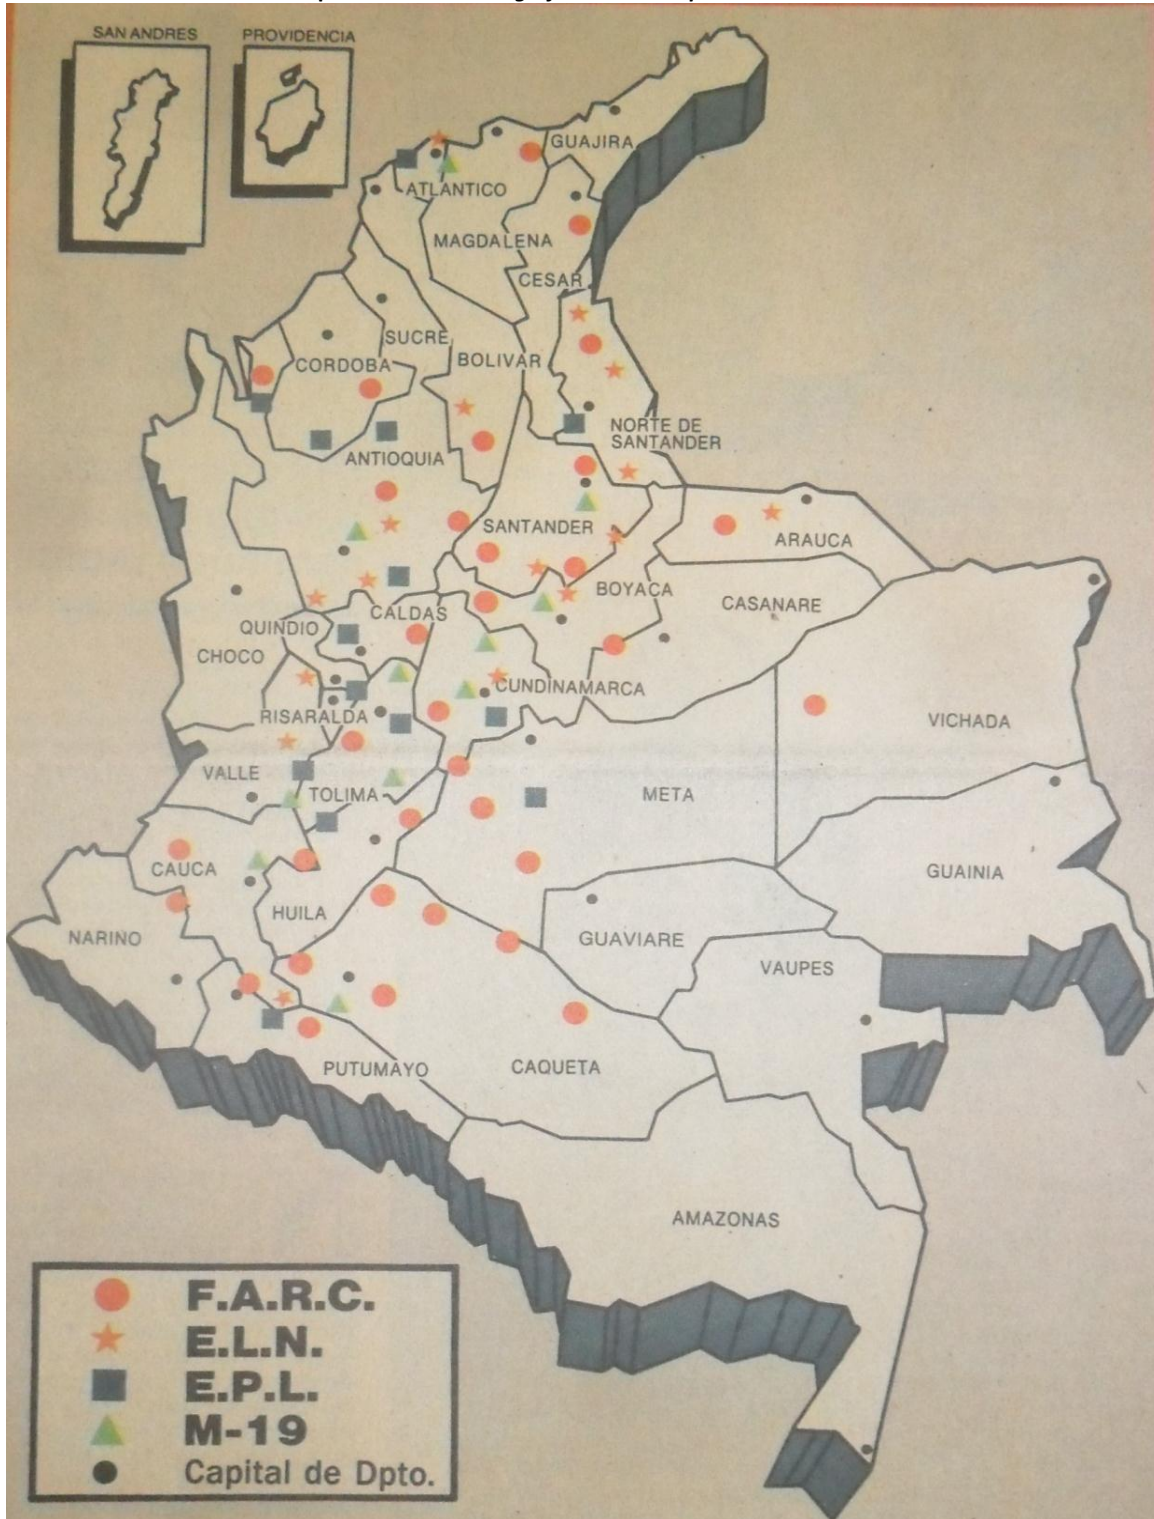 SAN ANDRES
PROVIDENCIA
GUAJIRA
ATLANTICO
MAGDALENA
CESAR
SUCRE
CORDOBA
BOLIVAR
NORTE DE
SANTANDER
ANTIOQUIA
SANTANDER
ARAUCA
BOYACA
CASANARE
CALDAS
QUINDIO
CHOCO
CUNDINAMARCA
RISARALDA
VICHADA
VALLE
TOLIMA
META
CAUCA
GUAINIA
HUILA
NARINO
GUAVIARE
VAUPES
PUTUMAYO
CAQUETA
AMAZONAS
F.A.R.C.
E.L.N.
E.P.L.
M-19
Capital de Dpto.